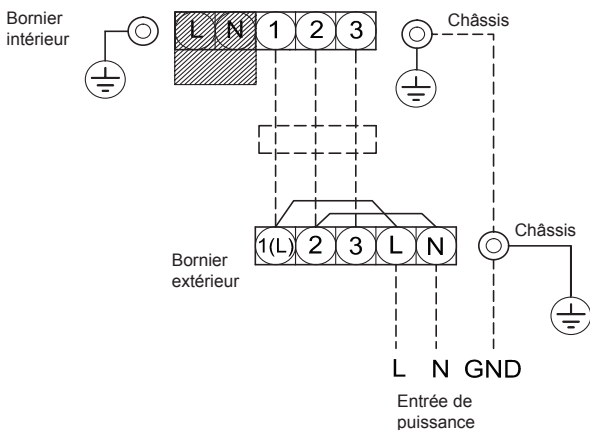 Bornier
intérieur
L N 1 2 3
Châssis
Châssis
1(L) 2 3 L N
Bornier
extérieur
L N GND
Entrée de
puissance